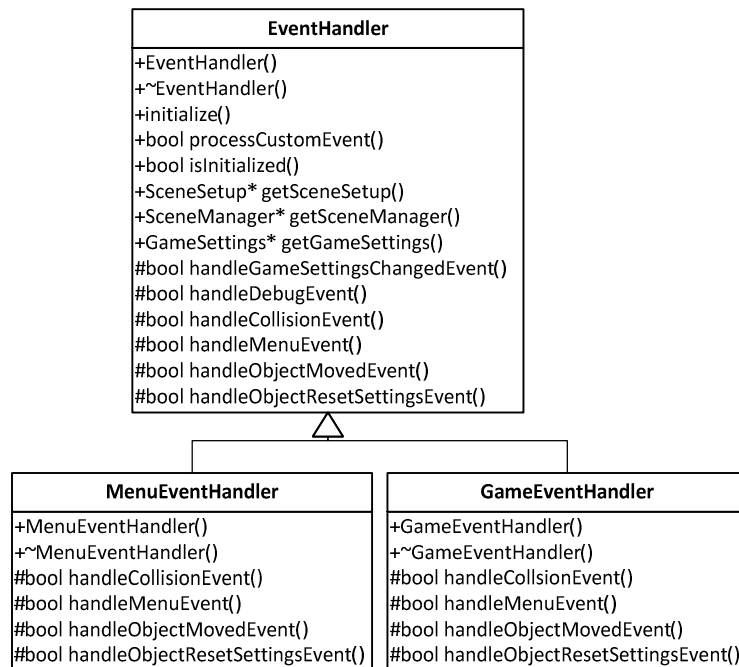 EventHandler
+EventHandler()
+~EventHandler()
+initialize()
+bool processCustomEvent()
+bool isInitialized()
+SceneSetup* getSceneSetup()
+SceneManager* getSceneManager()
+GameSettings* getGameSettings()
#bool handleGameSettingsChangedEvent()
#bool handleDebugEvent()
#bool handleCollisionEvent()
#bool handleMenuEvent()
#bool handleObjectMovedEvent()
#bool handleObjectResetSettingsEvent()
MenuEventHandler
+MenuEventHandler()
+~MenuEventHandler()
#bool handleCollisionEvent()
#bool handleMenuEvent()
#bool handleObjectMovedEvent()
#bool handleObjectResetSettingsEvent()
GameEventHandler
+GameEventHandler()
+~GameEventHandler()
#bool handleCollsionEvent()
#bool handleMenuEvent()
#bool handleObjectMovedEvent()
#bool handleObjectResetSettingsEvent()